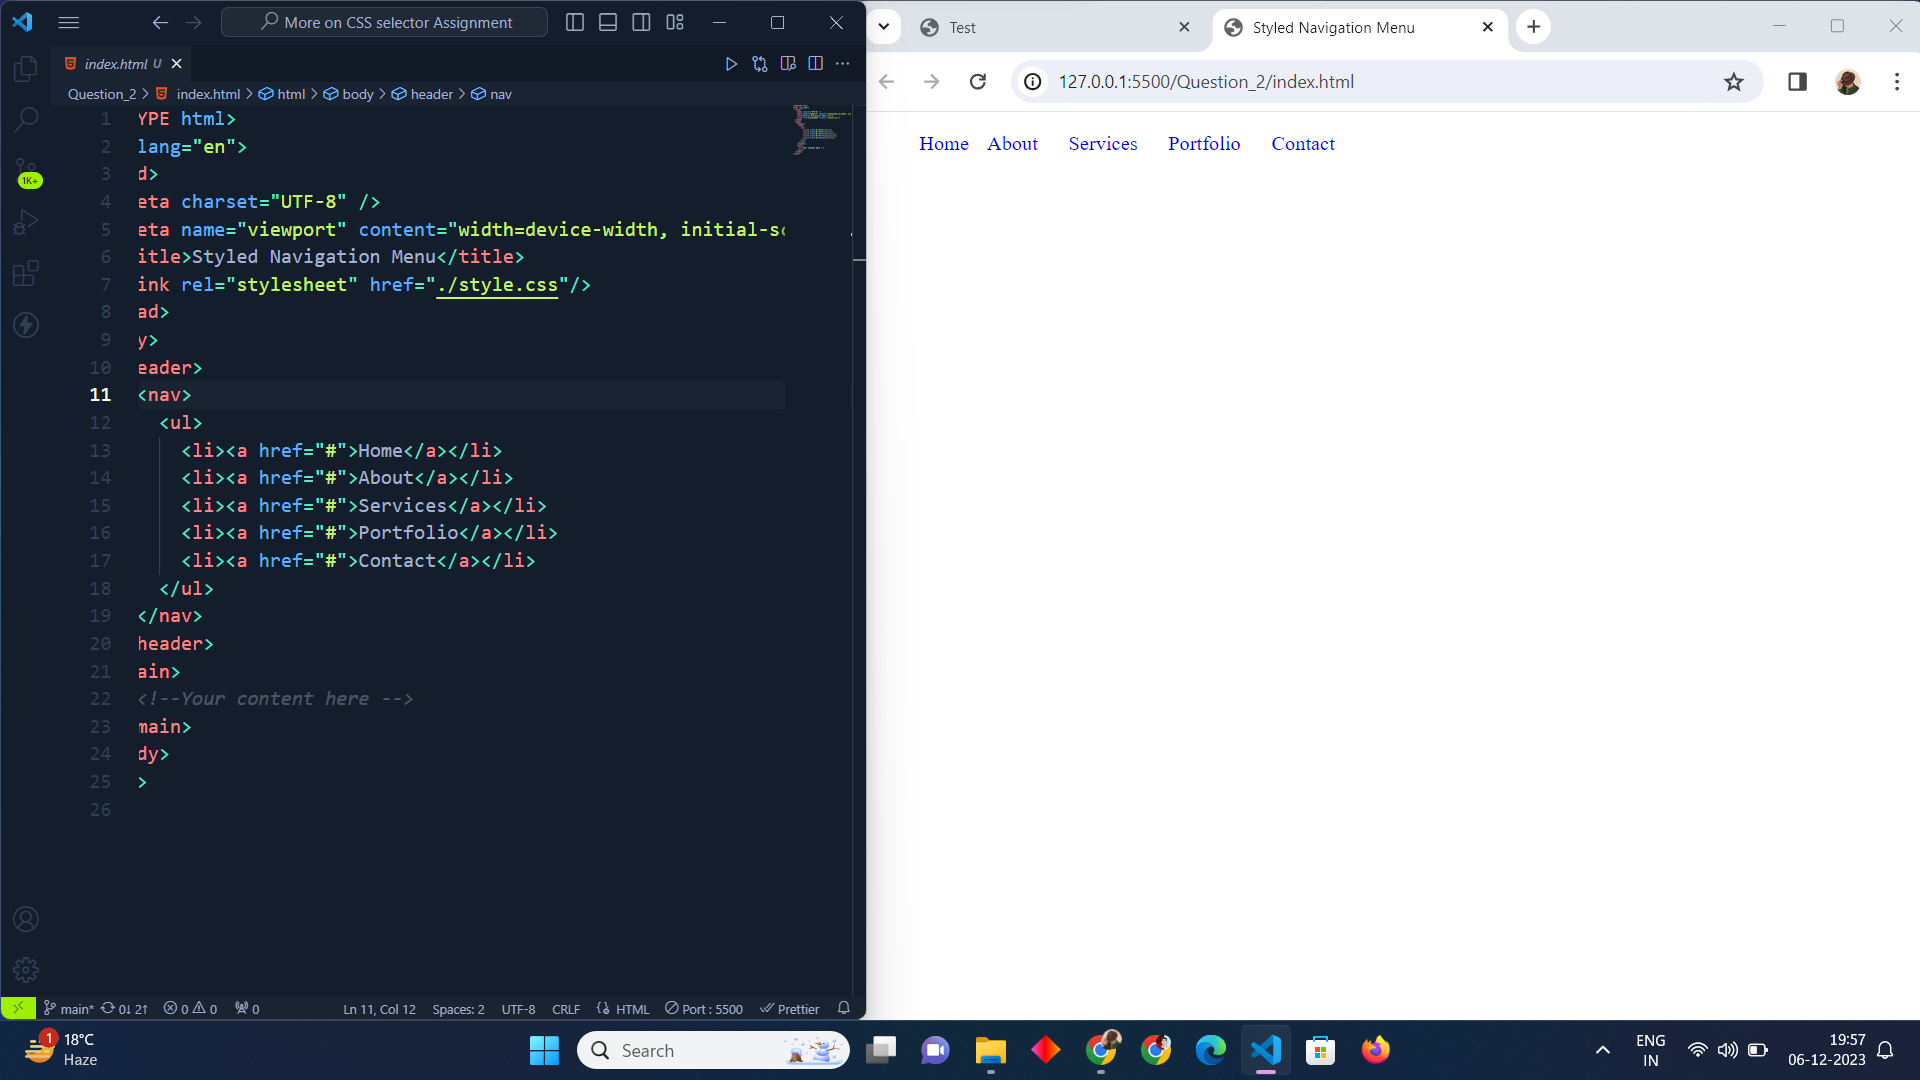 More on CSS selector Assignment
index.html U
Question_2 > index.html > html > body > header > nav
1 YPE html>
2 lang="en">
3 d>
4 eta charset="UTF-8" />
5 eta name="viewport" content="width=device-width, initial-sc
6 itle>Styled Navigation Menu</title>
7 ink rel="stylesheet" href="./style.css"/>
8 ad>
9 y>
10 eader>
11 <nav>
12 <ul>
13 <li><a href="#">Home</a></li>
14 <li><a href="#">About</a></li>
15 <li><a href="#">Services</a></li>
16 <li><a href="#">Portfolio</a></li>
17 <li><a href="#">Contact</a></li>
18 </ul>
19 </nav>
20 header>
21 ain>
22 <!--Your content here -->
23 main>
24 dy>
25 >
26
1K+
main* 0↓ 2↑ 0 0 0 Ln 11, Col 12 Spaces: 2 UTF-8 CRLF HTML Port : 5500 Prettier
Test
Styled Navigation Menu
127.0.0.1:5500/Question_2/index.html
Home About Services Portfolio Contact
1
18°C
Haze
Search
ENG
IN
19:57
06-12-2023